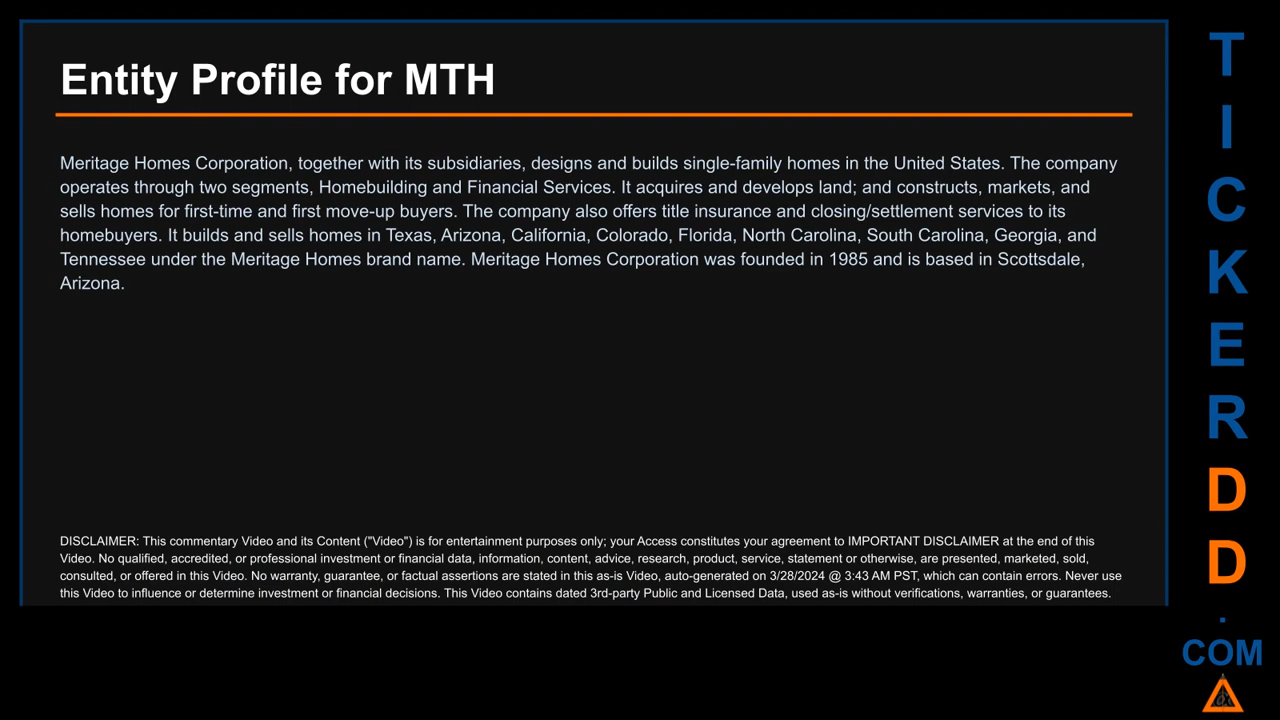 Entity Profile for MTH
Meritage Homes Corporation, together with its subsidiaries, designs and builds single-family homes in the United States. The company
operates through two segments, Homebuilding and Financial Services. It acquires and develops land; and constructs, markets, and
sells homes for first-time and first move-up buyers. The company also offers title insurance and closing/settlement services to its
homebuyers. It builds and sells homes in Texas, Arizona, California, Colorado, Florida, North Carolina, South Carolina, Georgia, and
Tennessee under the Meritage Homes brand name. Meritage Homes Corporation was founded in 1985 and is based in Scottsdale,
Arizona.
DISCLAIMER: This commentary Video and its Content ("Video") is for entertainment purposes only; your Access constitutes your agreement to IMPORTANT DISCLAIMER at the end of this
Video. No qualified, accredited, or professional investment or financial data, information, content, advice, research, product, service, statement or otherwise, are presented, marketed, sold,
consulted, or offered in this Video. No warranty, guarantee, or factual assertions are stated in this as-is Video, auto-generated on 3/28/2024 @ 3:43 AM PST, which can contain errors. Never use
this Video to influence or determine investment or financial decisions. This Video contains dated 3rd-party Public and Licensed Data, used as-is without verifications, warranties, or guarantees.
T
I
C
K
E
R
D
D
.
COM